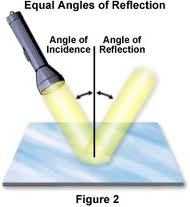 Equal Angles of Reflection
Angle of
Incidence
Angle of
Reflection
Figure 2